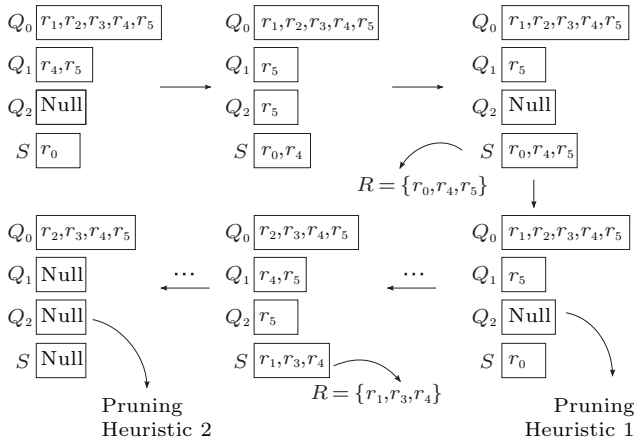 Q₀ r₁,r₂,r₃,r₄,r₅
Q₁ r₄,r₅
Q₂ Null
S r₀
Q₀ r₁,r₂,r₃,r₄,r₅
Q₁ r₅
Q₂ r₅
S r₀,r₄
Q₀ r₁,r₂,r₃,r₄,r₅
Q₁ r₅
Q₂ Null
S r₀,r₄,r₅
R = {r₀,r₄,r₅}
Q₀ r₂,r₃,r₄,r₅
Q₁ Null
Q₂ Null
S Null
Pruning
Heuristic 2
...
Q₀ r₂,r₃,r₄,r₅
Q₁ r₄,r₅
Q₂ r₅
S r₁,r₃,r₄
R = {r₁,r₃,r₄}
...
Q₀ r₁,r₂,r₃,r₄,r₅
Q₁ r₅
Q₂ Null
S r₀
Pruning
Heuristic 1